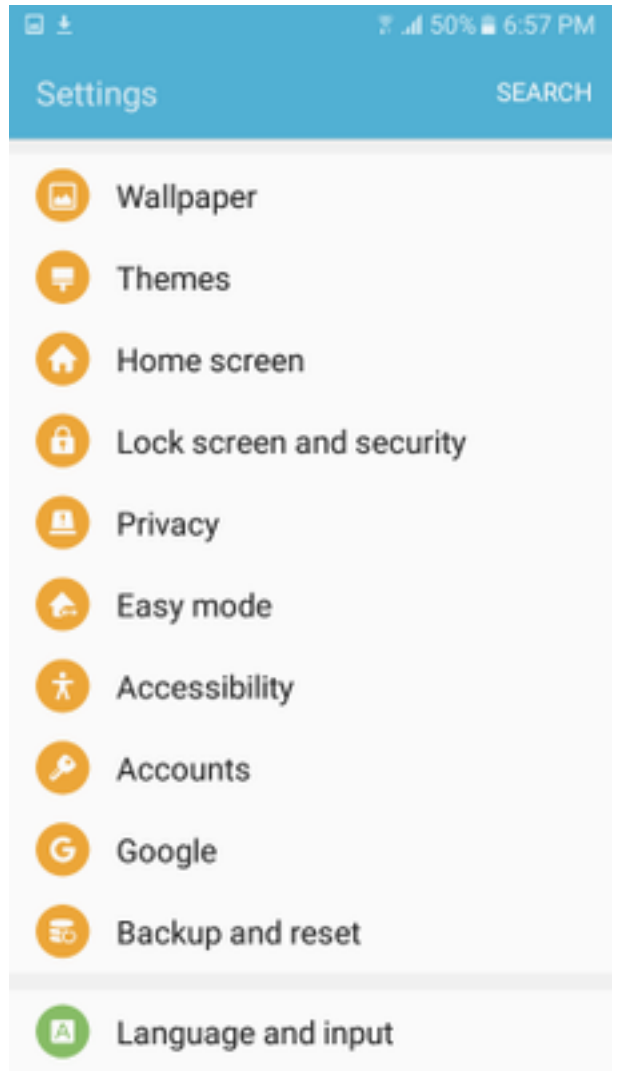 50% 6:57 PM
Settings SEARCH
Wallpaper
Themes
Home screen
Lock screen and security
Privacy
Easy mode
Accessibility
Accounts
G Google
Backup and reset
A Language and input